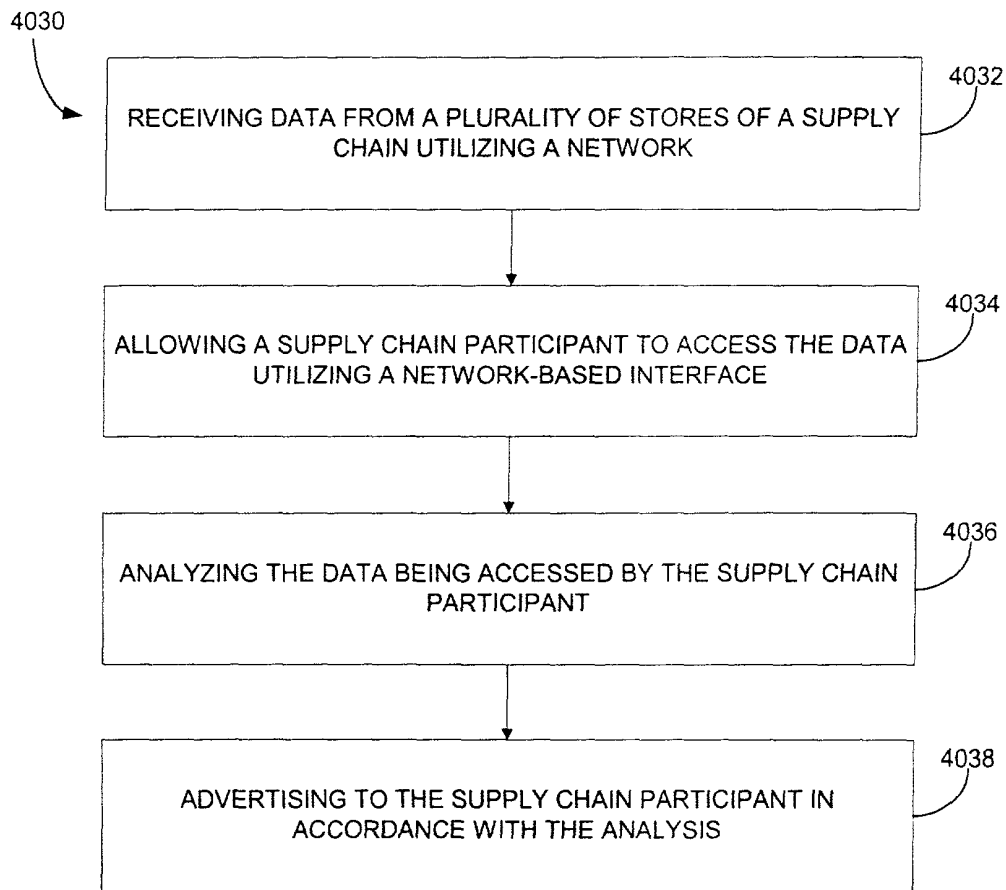 4030
4032
RECEIVING DATA FROM A PLURALITY OF STORES OF A SUPPLY
CHAIN UTILIZING A NETWORK
4034
ALLOWING A SUPPLY CHAIN PARTICIPANT TO ACCESS THE DATA
UTILIZING A NETWORK-BASED INTERFACE
4036
ANALYZING THE DATA BEING ACCESSED BY THE SUPPLY CHAIN
PARTICIPANT
4038
ADVERTISING TO THE SUPPLY CHAIN PARTICIPANT IN
ACCORDANCE WITH THE ANALYSIS